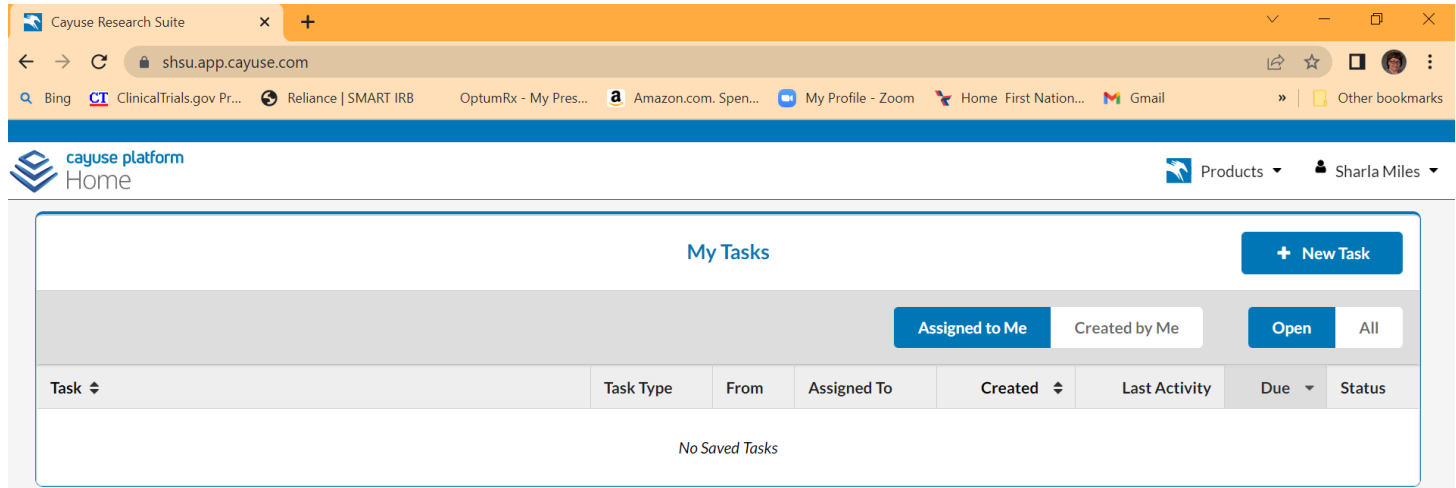 Cayuse Research Suite
shsu.app.cayuse.com
Bing CT ClinicalTrials.gov Pr... Reliance | SMART IRB OptumRx - My Pres... a Amazon.com. Spen... My Profile - Zoom Home First Nation... Gmail » Other bookmarks
cayuse platform
Home
Products Sharla Miles
My Tasks
+ New Task
Assigned to Me Created by Me Open All
Task Task Type From Assigned To Created Last Activity Due Status
No Saved Tasks